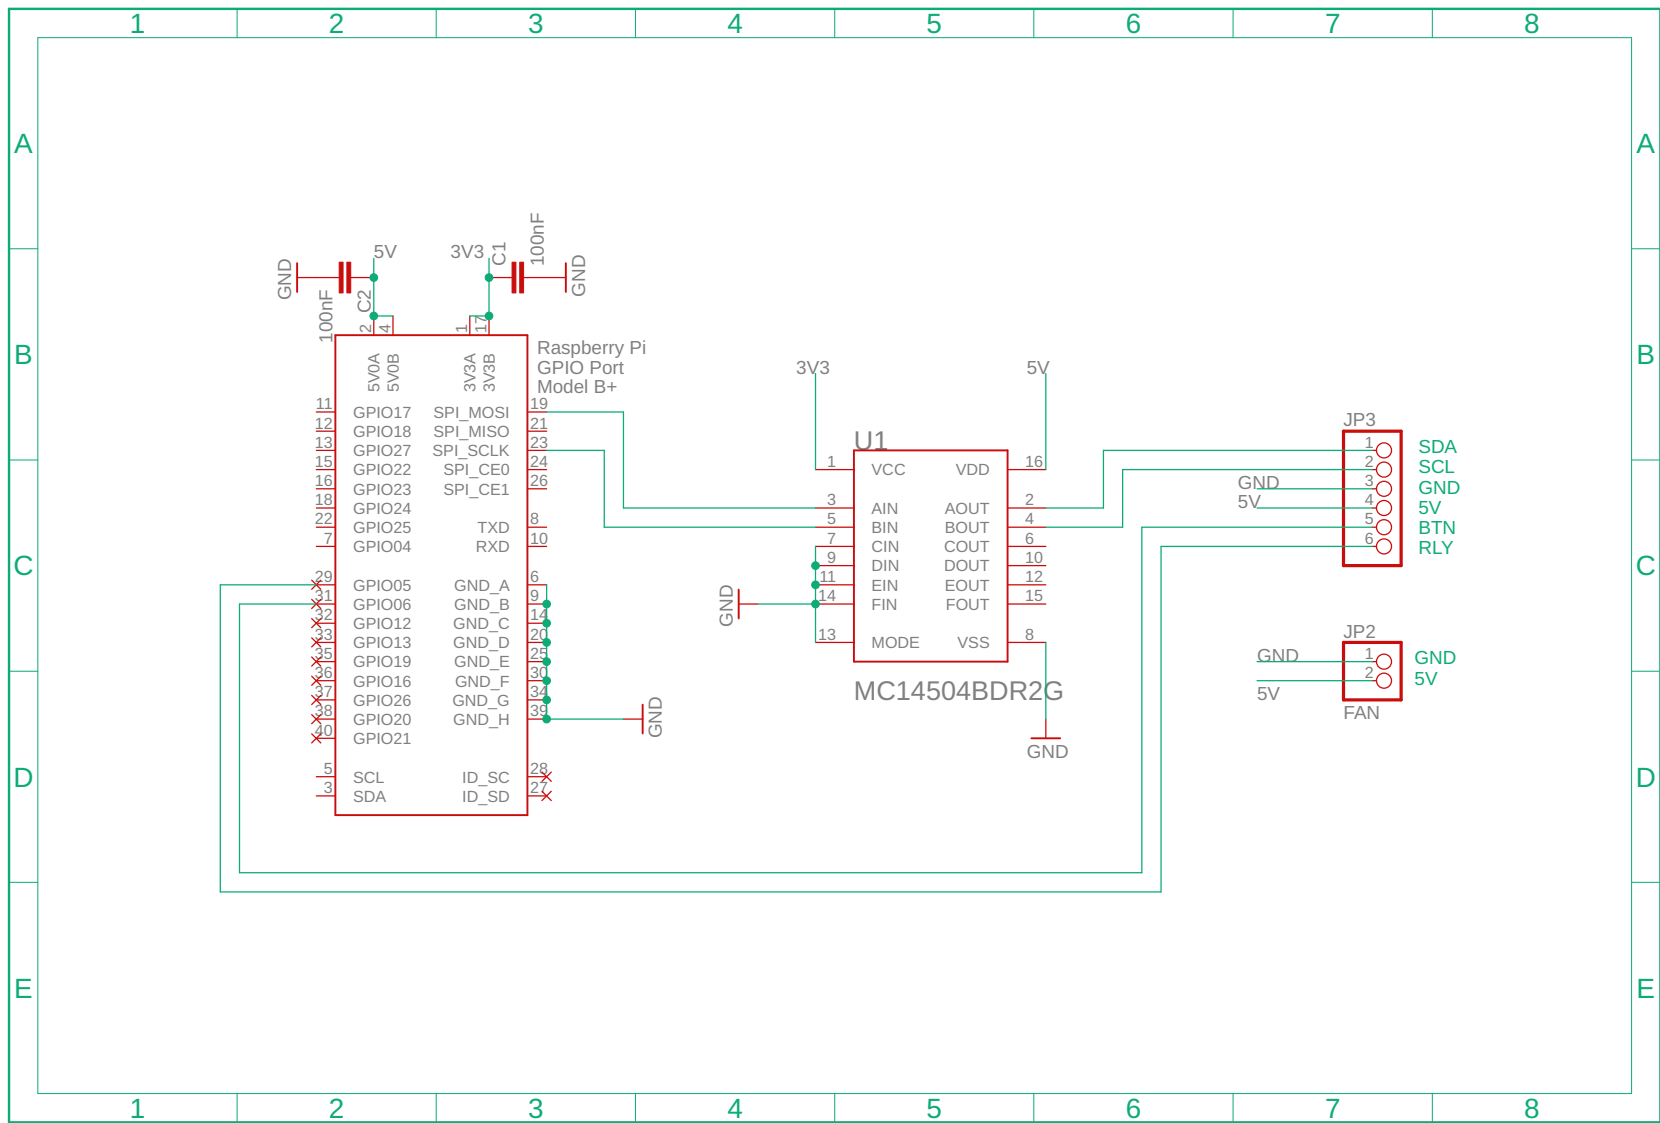 1 2 3 4 5 6 7 8
A A
B B
C C
D D
E E
5V
3V3
C1
100nF
GND
GND
100nF
C2
2
4
1
17
5V0A
5V0B
3V3A
3V3B
Raspberry Pi
GPIO Port
Model B+
11 GPIO17 SPI_MOSI 19
12 GPIO18 SPI_MISO 21
13 GPIO27 SPI_SCLK 23
15 GPIO22 SPI_CE0 24
16 GPIO23 SPI_CE1 26
18 GPIO24
22 GPIO25 TXD 8
7 GPIO04 RXD 10
29 GPIO05 GND_A 6
31 GPIO06 GND_B 9
32 GPIO12 GND_C 14
33 GPIO13 GND_D 20
35 GPIO19 GND_E 25
36 GPIO16 GND_F 30
37 GPIO26 GND_G 34
38 GPIO20 GND_H 39
40 GPIO21
5 SCL ID_SC 28
3 SDA ID_SD 27
GND
3V3
5V
U1
1 VCC VDD 16
3 AIN AOUT 2
5 BIN BOUT 4
7 CIN COUT 6
9 DIN DOUT 10
11 EIN EOUT 12
14 FIN FOUT 15
13 MODE VSS 8
GND
MC14504BDR2G
GND
JP3
1 SDA
2 SCL
GND 3 GND
5V 4 5V
5 BTN
6 RLY
JP2
GND 1 GND
5V 2 5V
FAN
1 2 3 4 5 6 7 8